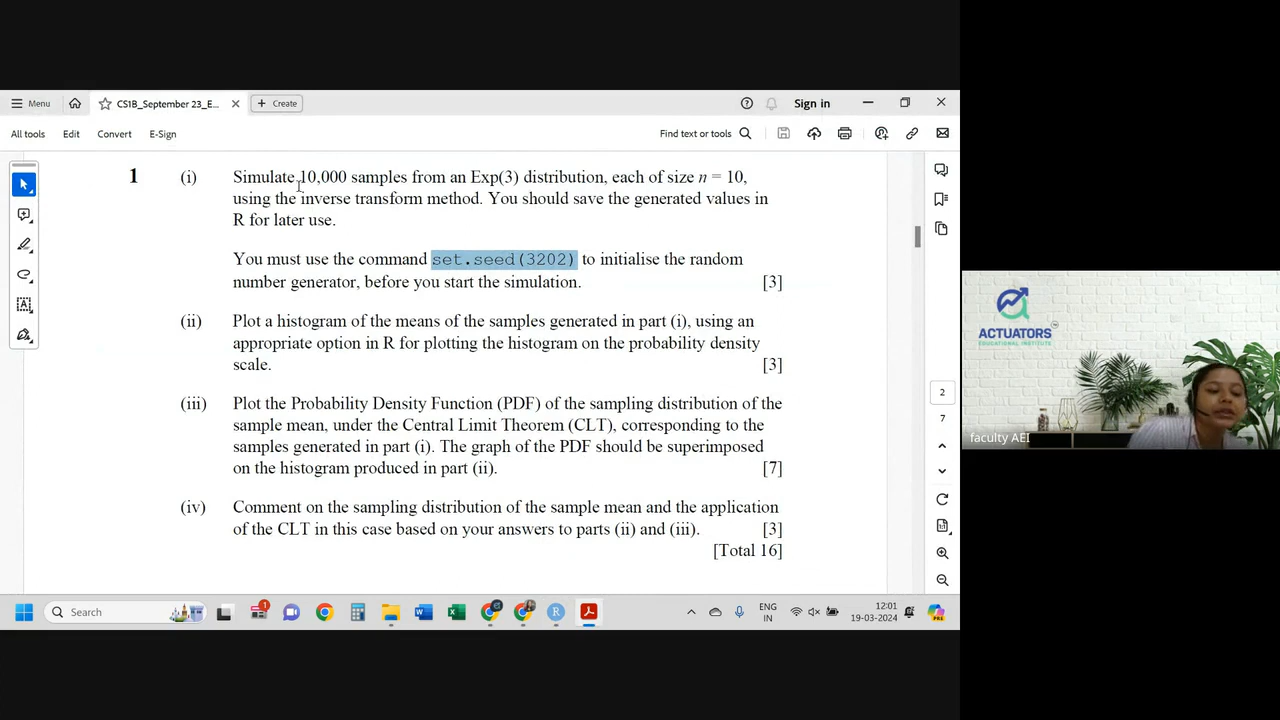 Menu
CS1B_September 23_E...
Create
Sign in
All tools
Edit
Convert
E-Sign
Find text or tools
1 (i) Simulate 10,000 samples from an Exp(3) distribution, each of size n = 10,
using the inverse transform method. You should save the generated values in
R for later use.
You must use the command set.seed(3202) to initialise the random
number generator, before you start the simulation. [3]
(ii) Plot a histogram of the means of the samples generated in part (i), using an
appropriate option in R for plotting the histogram on the probability density
scale. [3]
(iii) Plot the Probability Density Function (PDF) of the sampling distribution of the
sample mean, under the Central Limit Theorem (CLT), corresponding to the
samples generated in part (i). The graph of the PDF should be superimposed
on the histogram produced in part (ii). [7]
(iv) Comment on the sampling distribution of the sample mean and the application
of the CLT in this case based on your answers to parts (ii) and (iii). [3]
[Total 16]
2
7
ACTUATORS
EDUCATIONAL INSTITUTE
faculty AEI
Search
1
ENG
IN
12:01
19-03-2024